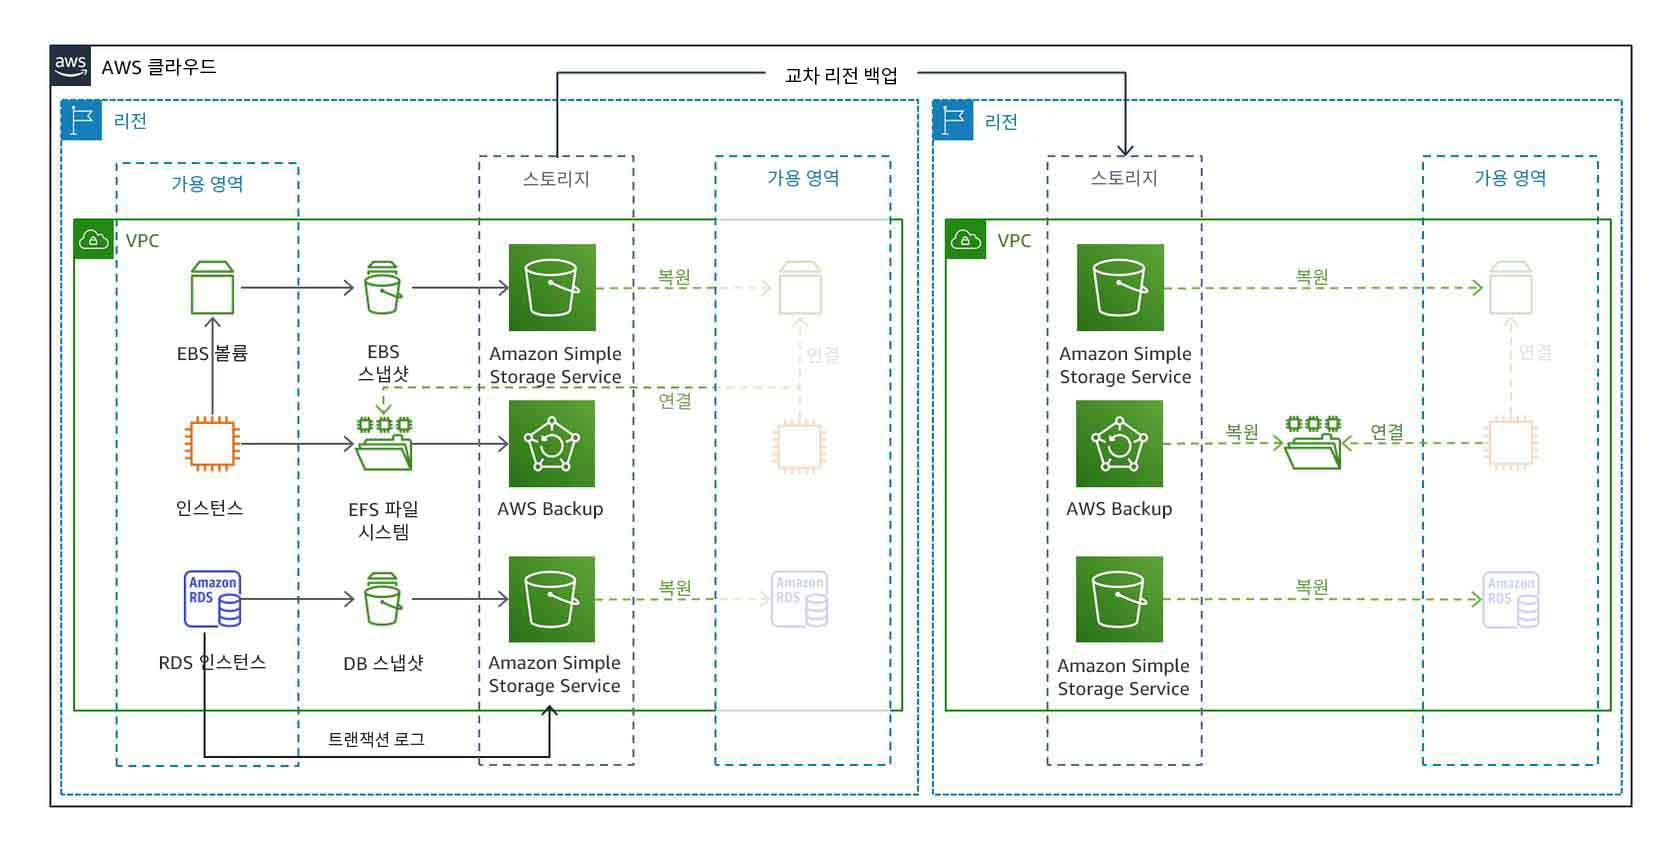 aws
AWS 클라우드
교차 리전 백업
리전
가용 영역
스토리지
가용 영역
VPC
복원
EBS 볼륨
EBS
스냅샷
Amazon Simple
Storage Service
연결
연결
인스턴스
EFS 파일
시스템
AWS Backup
Amazon
RDS
복원
Amazon
RDS
RDS 인스턴스
DB 스냅샷
Amazon Simple
Storage Service
트랜잭션 로그
리전
스토리지
가용 영역
VPC
복원
Amazon Simple
Storage Service
연결
복원
연결
AWS Backup
복원
Amazon
RDS
Amazon Simple
Storage Service